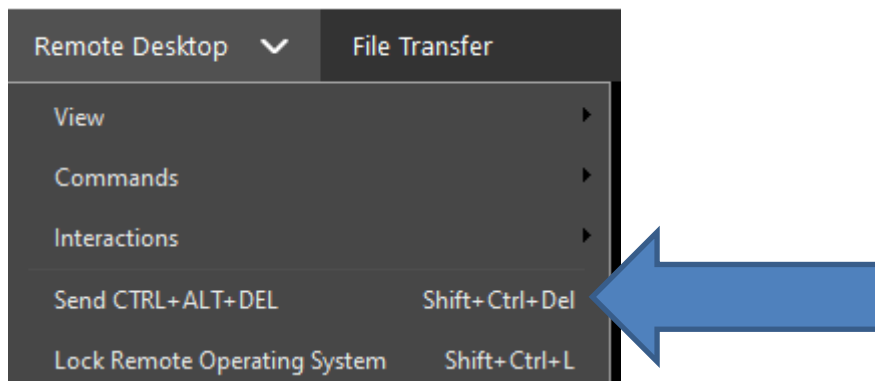 Remote Desktop File Transfer
View
Commands
Interactions
Send CTRL+ALT+DEL Shift+Ctrl+Del
Lock Remote Operating System Shift+Ctrl+L